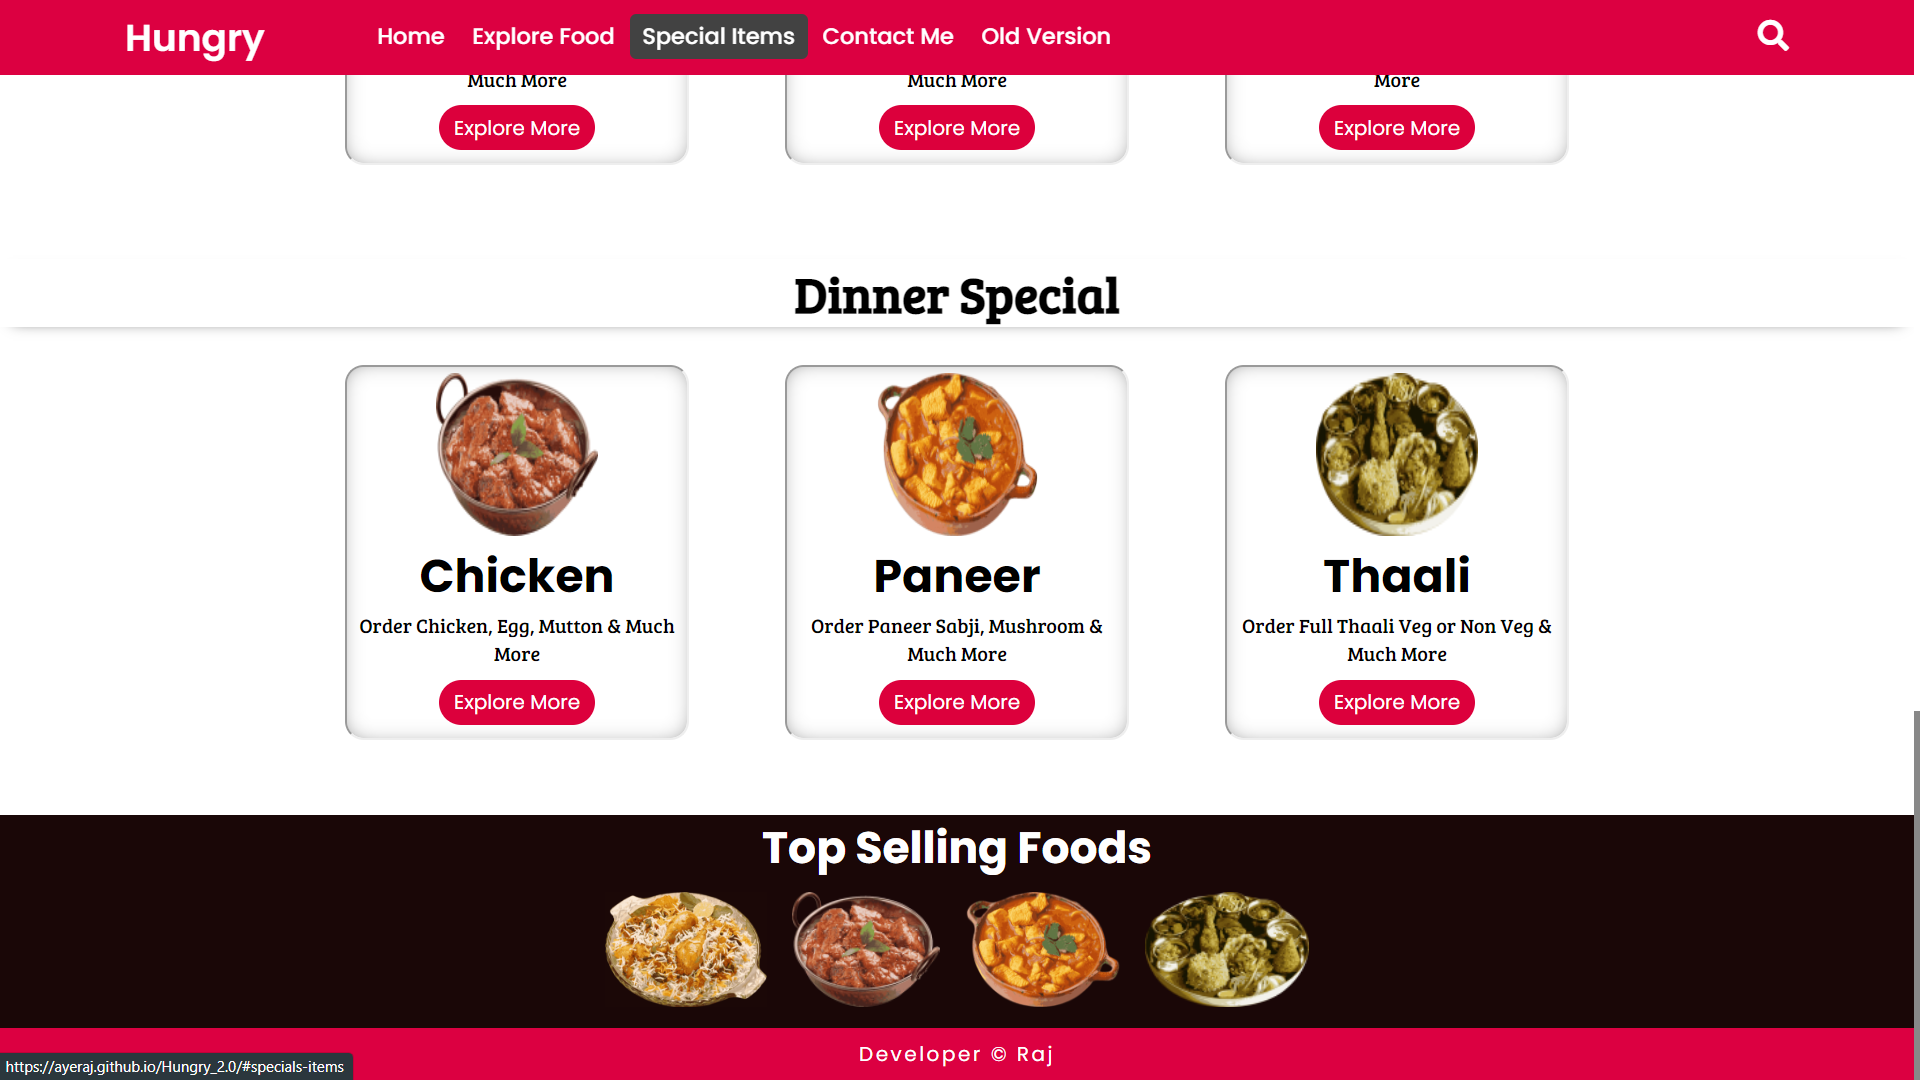 Hungry
Home
Explore Food
Special Items
Contact Me
Old Version
Much More
Much More
More
Explore More
Explore More
Explore More
Dinner Special
Chicken
Order Chicken, Egg, Mutton & Much
More
Explore More
Paneer
Order Paneer Sabji, Mushroom &
Much More
Explore More
Thaali
Order Full Thaali Veg or Non Veg &
Much More
Explore More
Top Selling Foods
Developer © Raj
https://ayeraj.github.io/Hungry_2.0/#specials-items